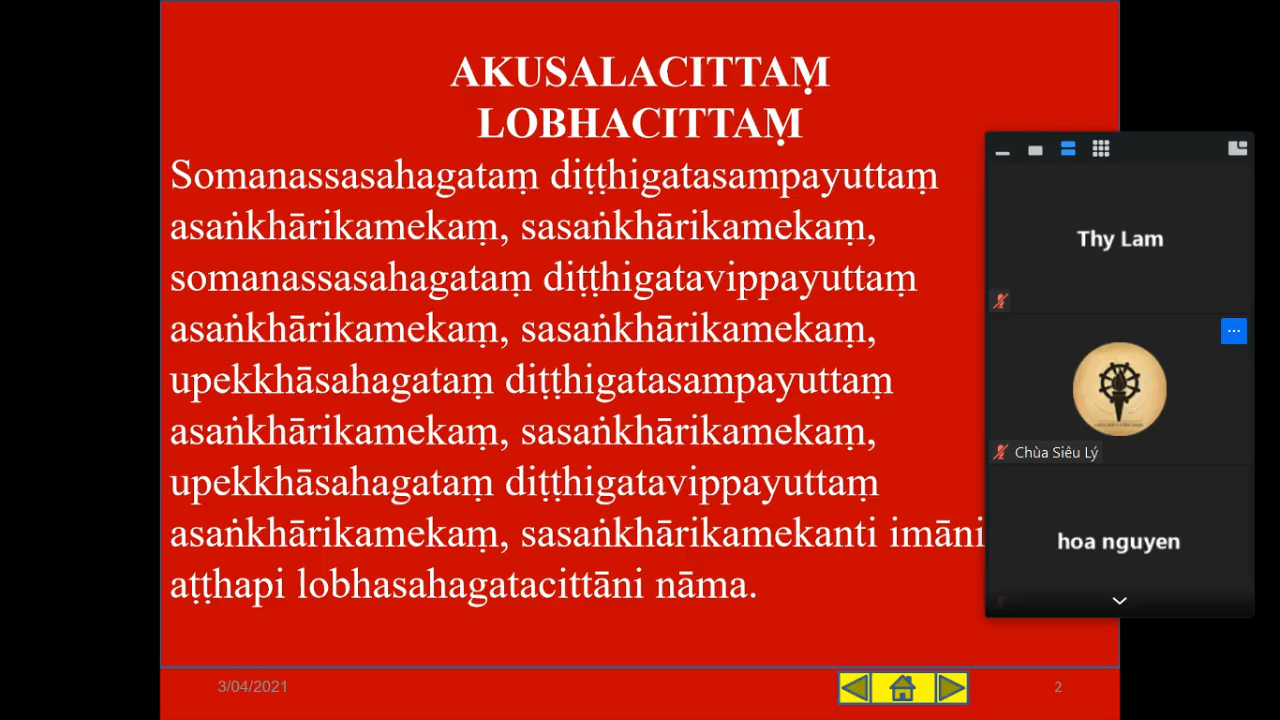 AKUSALACITTAṂ
LOBHACITTAṂ
Somanassasahagataṃ diṭṭhigatasampayuttaṃ
asaṅkhārikamekaṃ, sasaṅkhārikamekaṃ,
somanassasahagataṃ diṭṭhigatavippayuttaṃ
asaṅkhārikamekaṃ, sasaṅkhārikamekaṃ,
upekkhāsahagataṃ diṭṭhigatasampayuttaṃ
asaṅkhārikamekaṃ, sasaṅkhārikamekaṃ,
upekkhāsahagataṃ diṭṭhigatavippayuttaṃ
asaṅkhārikamekaṃ, sasaṅkhārikamekanti imāni
aṭṭhapi lobhasahagatacittāni nāma.
3/04/2021
2
Thy Lam
Chùa Siêu Lý
hoa nguyen